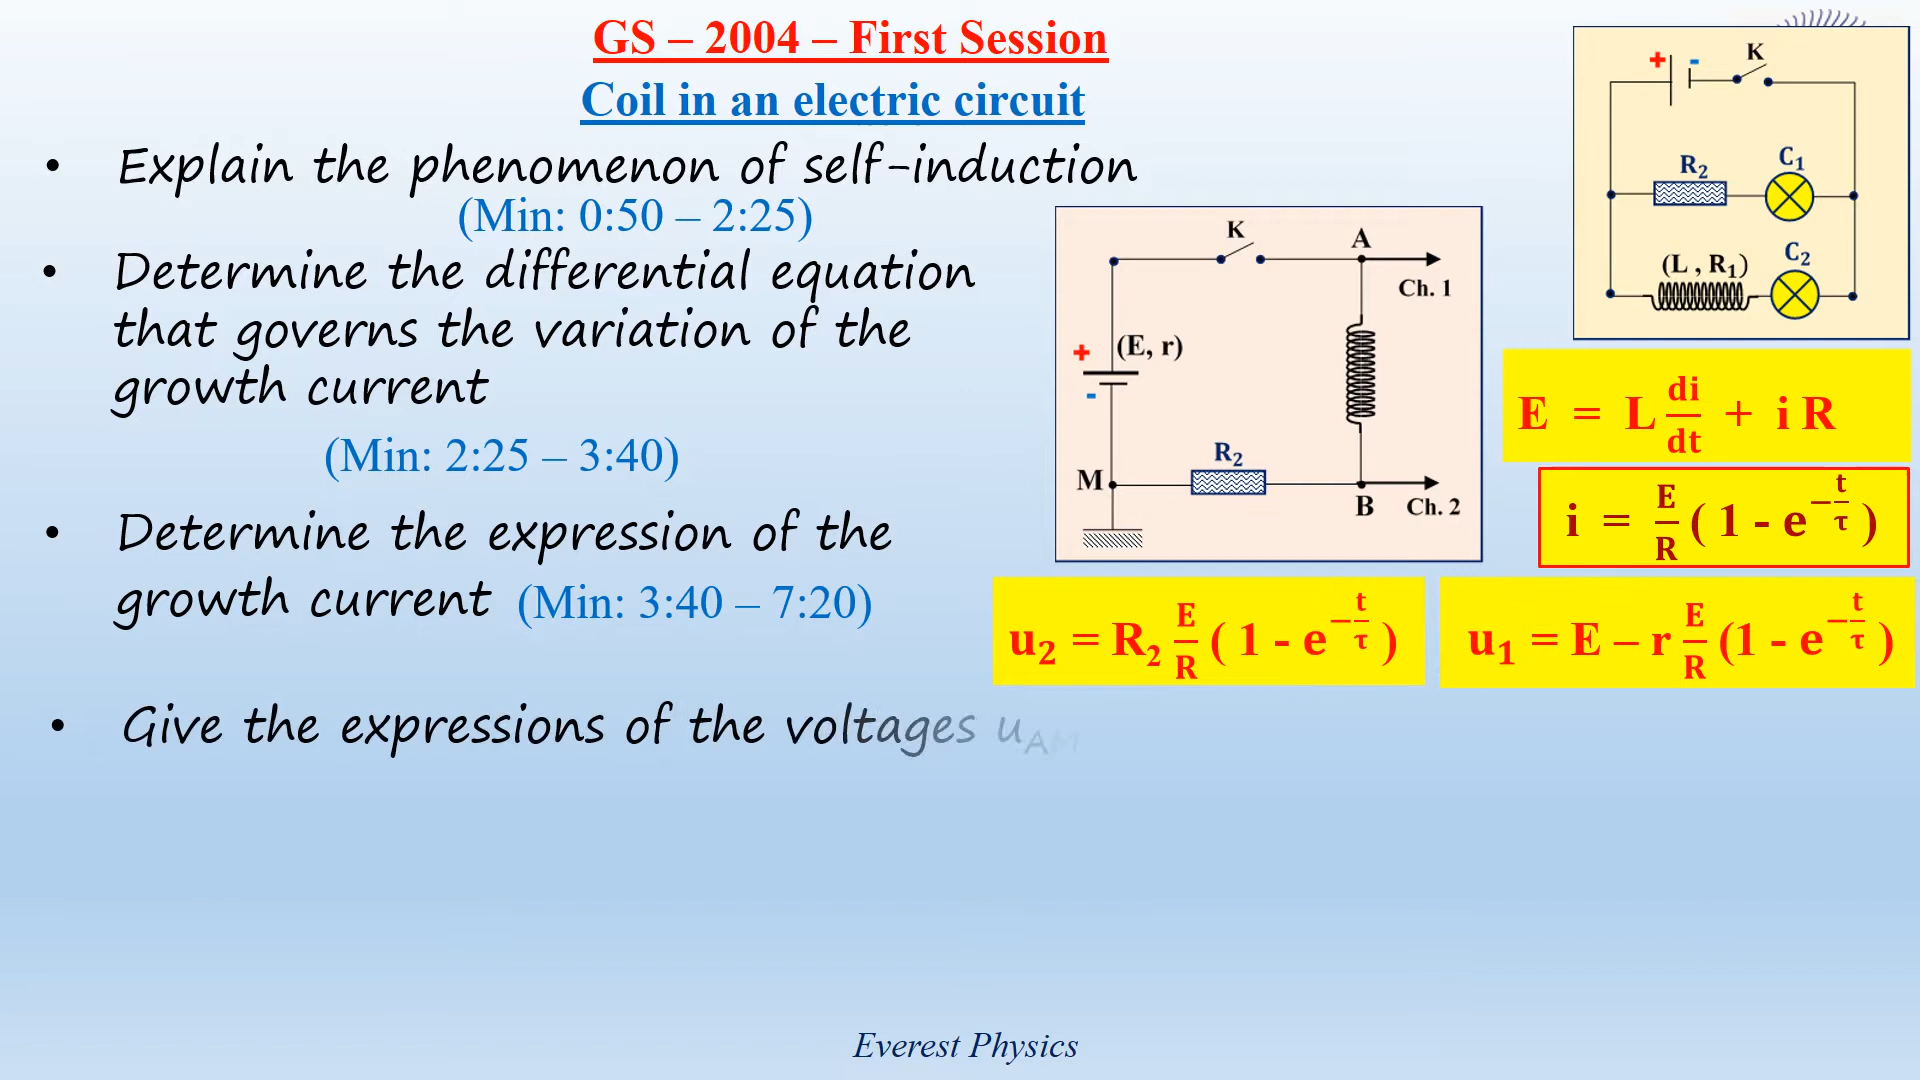 GS – 2004 – First Session
Coil in an electric circuit
• Explain the phenomenon of self-induction
(Min: 0:50 – 2:25)
• Determine the differential equation
that governs the variation of the
growth current
(Min: 2:25 – 3:40)
• Determine the expression of the
growth current (Min: 3:40 – 7:20)
• Give the expressions of the voltages u_AM
+ - K
R₂ C₁
(L , R₁) C₂
K A
Ch. 1
+ (E, r)
-
R₂
M B Ch. 2
E = L di/dt + i R
i = E/R ( 1 - e^(−t/τ) )
u₂ = R₂ E/R ( 1 - e^(−t/τ) )
u₁ = E – r E/R (1 - e^(−t/τ) )
Everest Physics